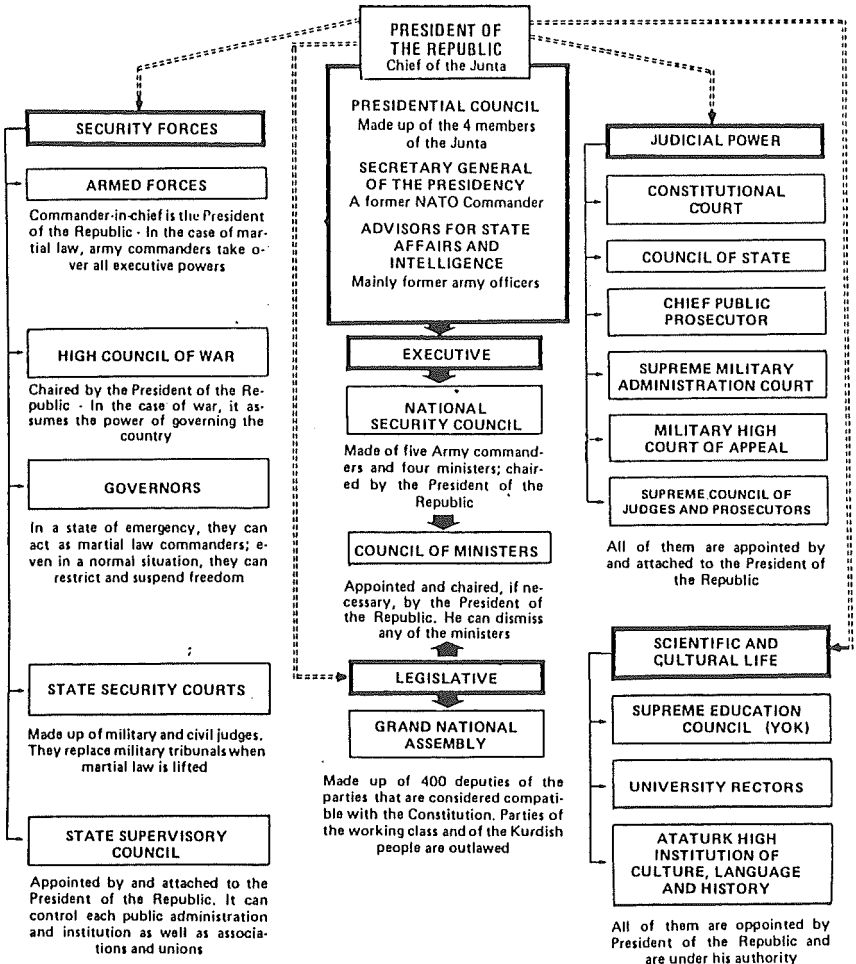 PRESIDENT OF
THE REPUBLIC
Chief of the Junta
PRESIDENTIAL COUNCIL
Made up of the 4 members
of the Junta
SECRETARY GENERAL
OF THE PRESIDENCY
A former NATO Commander
ADVISORS FOR STATE
AFFAIRS AND
INTELLIGENCE
Mainly former army officers
SECURITY FORCES
ARMED FORCES
Commander-in-chief is the President
of the Republic - In the case of mar-
tial law, army commanders take o-
ver all executive powers
HIGH COUNCIL OF WAR
Chaired by the President of the Re-
public - In the case of war, it as-
sumes the power of governing the
country
GOVERNORS
In a state of emergency, they can
act as martial law commanders; e-
ven in a normal situation, they can
restrict and suspend freedom
STATE SECURITY COURTS
Made up of military and civil judges.
They replace military tribunals when
martial law is lifted
STATE SUPERVISORY
COUNCIL
Appointed by and attached to the
President of the Republic. It can
control each public administration
and institution as well as associa-
tions and unions
EXECUTIVE
NATIONAL
SECURITY COUNCIL
Made of five Army command-
ers and four ministers; chair-
ed by the President of the
Republic
COUNCIL OF MINISTERS
Appointed and chaired, if ne-
cessary, by the President of
the Republic. He can dismiss
any of the ministers
LEGISLATIVE
GRAND NATIONAL
ASSEMBLY
Made up of 400 deputies of the
parties that are considered compati-
ble with the Constitution. Parties of
the working class and of the Kurdish
people are outlawed
JUDICIAL POWER
CONSTITUTIONAL
COURT
COUNCIL OF STATE
CHIEF PUBLIC
PROSECUTOR
SUPREME MILITARY
ADMINISTRATION COURT
MILITARY HIGH
COURT OF APPEAL
SUPREME COUNCIL OF
JUDGES AND PROSECUTORS
All of them are appointed by
and attached to the President of
the Republic
SCIENTIFIC AND
CULTURAL LIFE
SUPREME EDUCATION
COUNCIL (YOK)
UNIVERSITY RECTORS
ATATURK HIGH
INSTITUTION OF
CULTURE, LANGUAGE
AND HISTORY
All of them are oppointed by
President of the Republic and
are under his authority